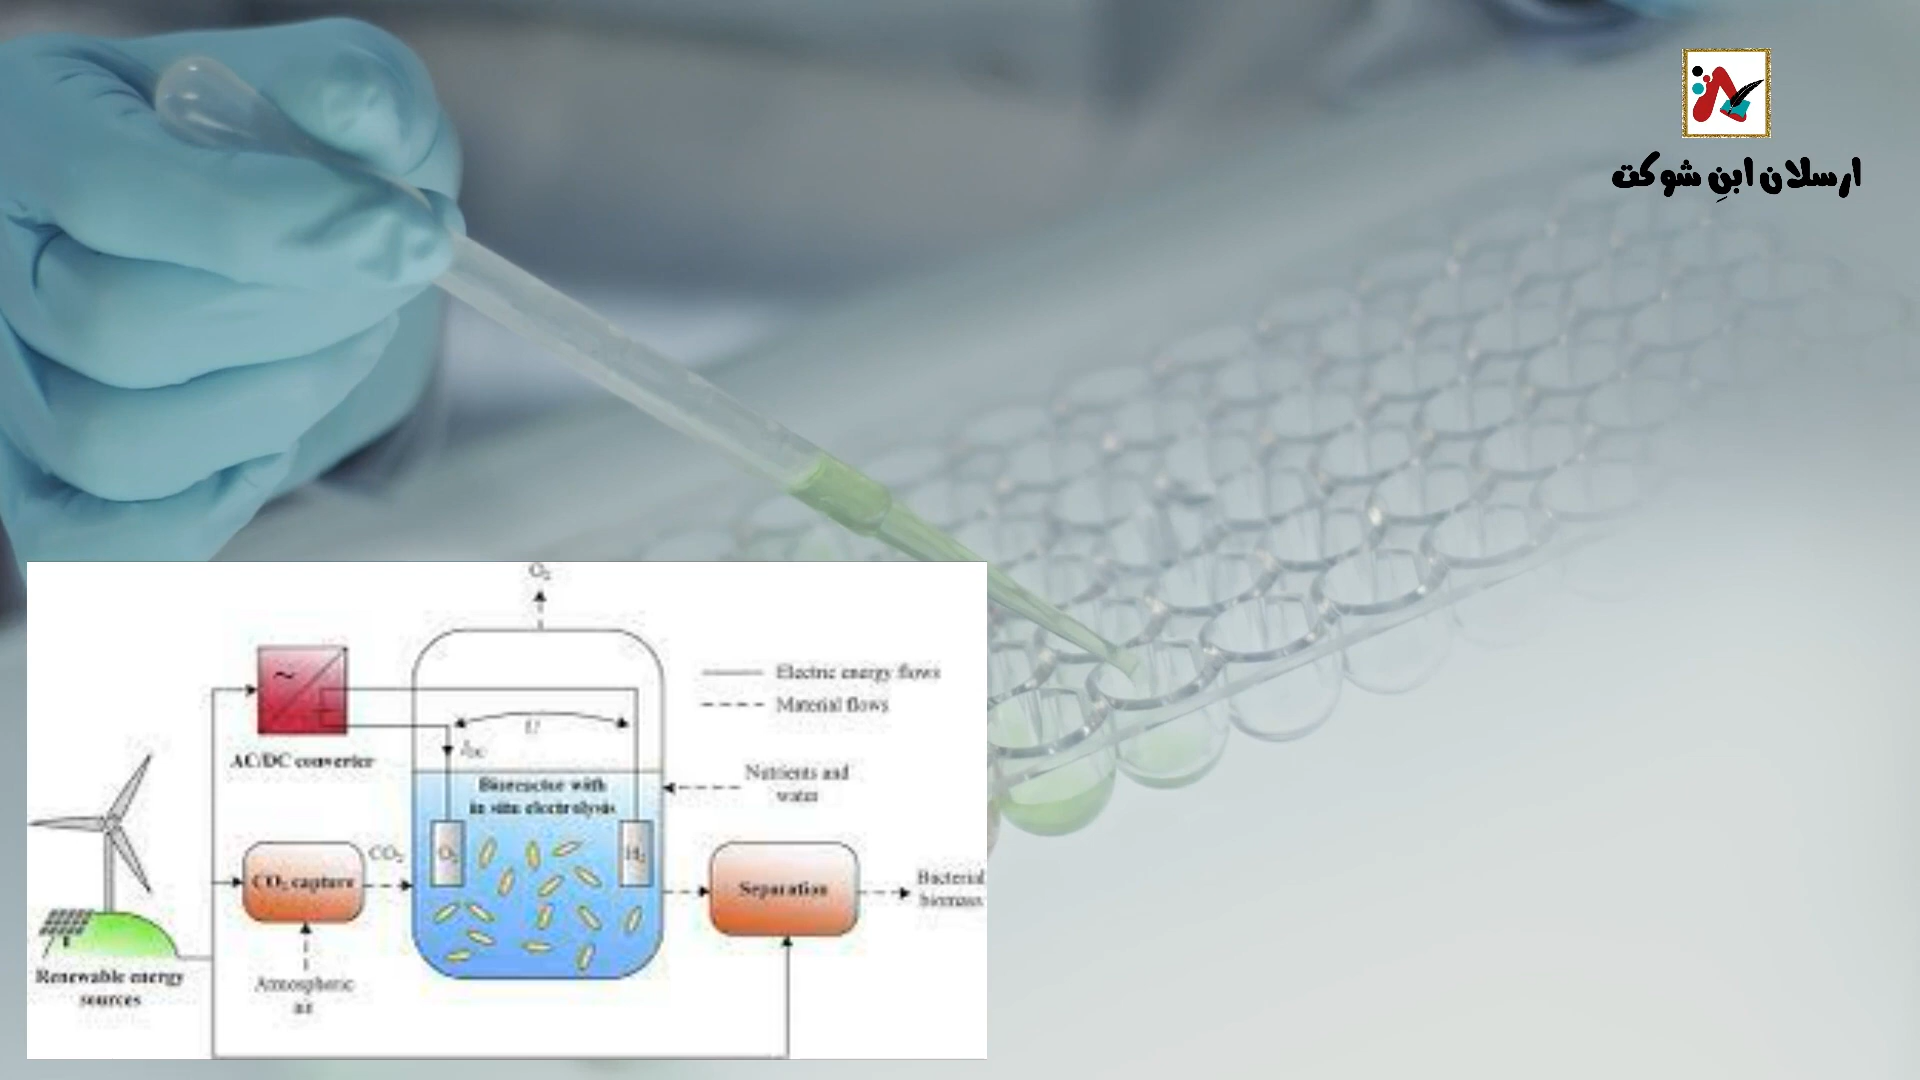 ارسلان ابنِ شوکت
O₂
Electric energy flows
Material flows
U
I_DC
AC/DC converter
Nutrients and
water
Bioreactor with
in situ electrolysis
CO₂
O₂
H₂
CO₂ capture
Separation
Bacterial
biomass
Renewable energy
sources
Atmospheric
air